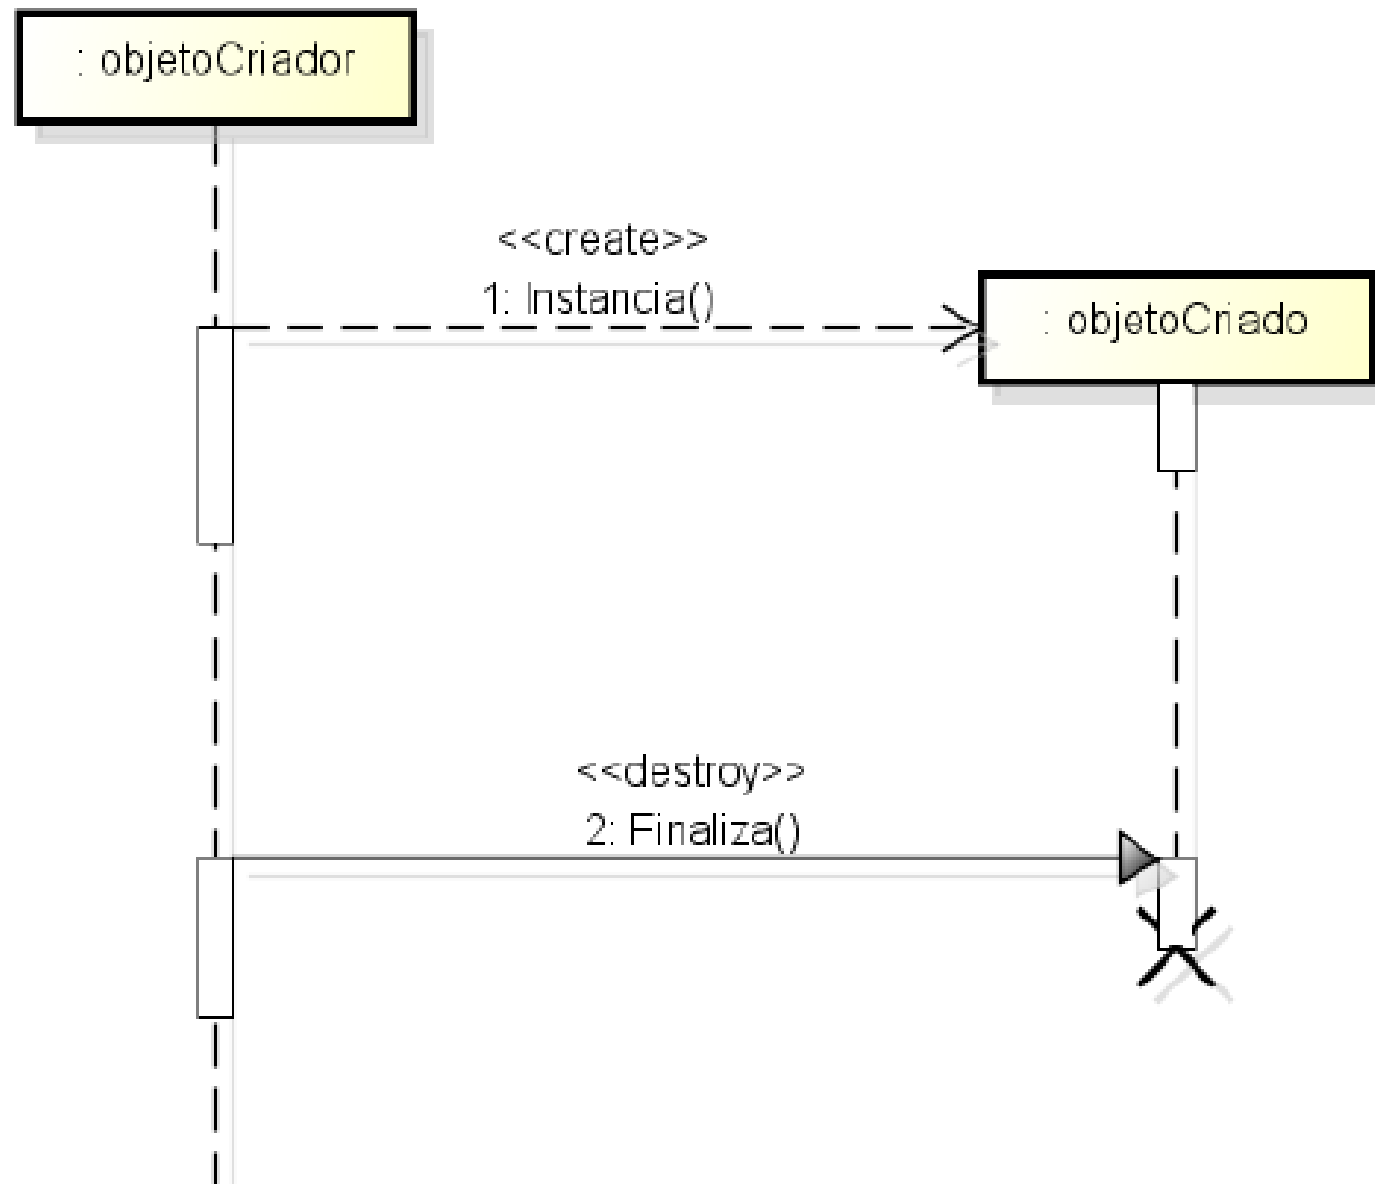 : objetoCriador
<<create>>
1: Instancia()
: objetoCriado
<<destroy>>
2: Finaliza()